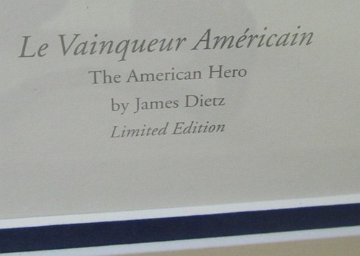 Le Vainqueur Américain
The American Hero
by James Dietz
Limited Edition